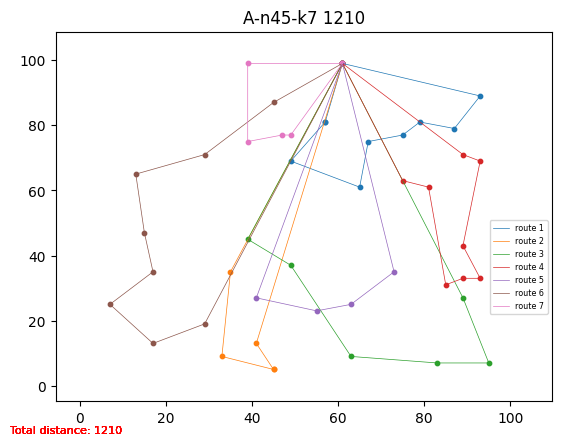 A-n45-k7 1210
100
80
60
40
20
0
0 20 40 60 80 100
route 1
route 2
route 3
route 4
route 5
route 6
route 7
Total distance: 1210